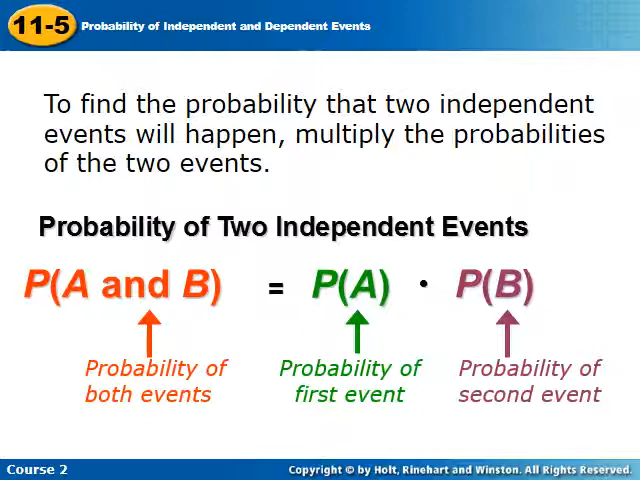 11-5 Probability of Independent and Dependent Events
To find the probability that two independent
events will happen, multiply the probabilities
of the two events.
Probability of Two Independent Events
P(A and B) = P(A) · P(B)
Probability of Probability of Probability of
both events first event second event
Course 2 Copyright © by Holt, Rinehart and Winston. All Rights Reserved.